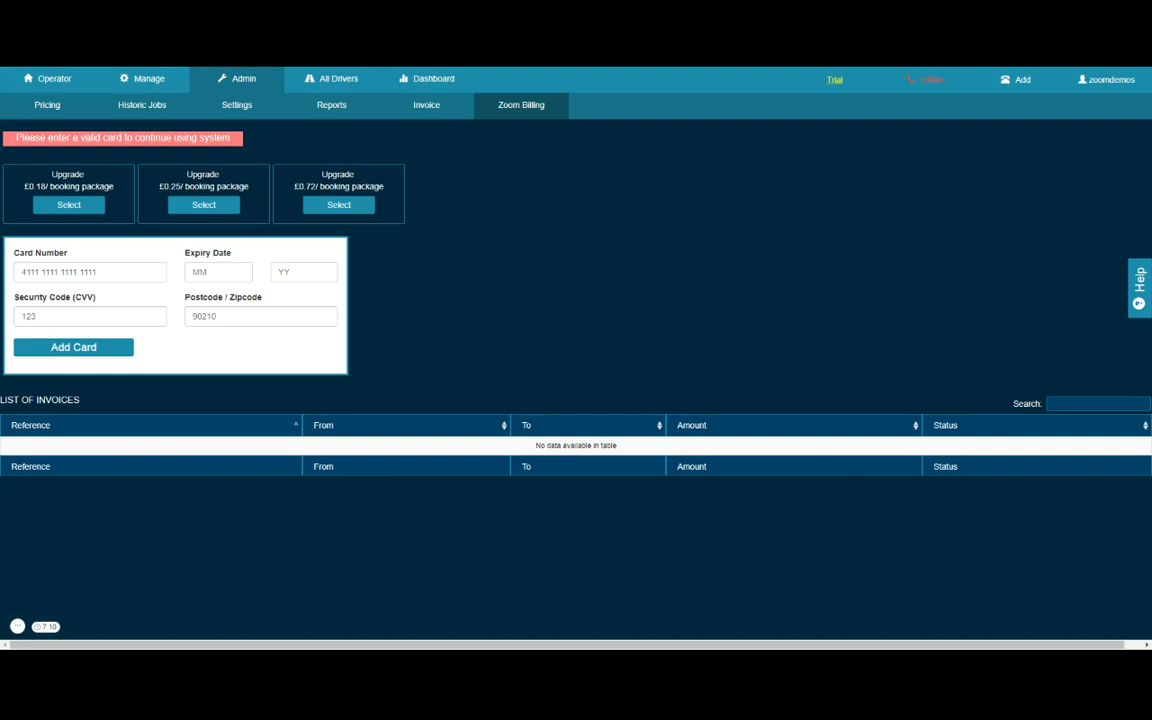 Operator Manage Admin All Drivers Dashboard Trial Add zoomdemos
Pricing Historic Jobs Settings Reports Invoice Zoom Billing
Please enter a valid card to continue using system
Upgrade
£0.18/ booking package
Select
Upgrade
£0.25/ booking package
Select
Upgrade
£0.72/ booking package
Select
Card Number Expiry Date
4111 1111 1111 1111 MM YY
Security Code (CVV) Postcode / Zipcode
123 90210
Add Card
Help
LIST OF INVOICES
Search:
Reference From To Amount Status
No data available in table
Reference From To Amount Status
7 10